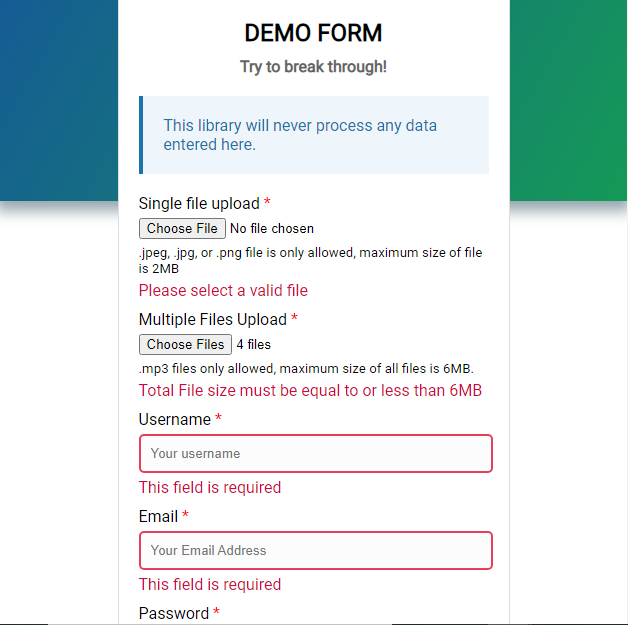 DEMO FORM
Try to break through!
This library will never process any data
entered here.
Single file upload *
Choose File No file chosen
.jpeg, .jpg, or .png file is only allowed, maximum size of file
is 2MB
Please select a valid file
Multiple Files Upload *
Choose Files 4 files
.mp3 files only allowed, maximum size of all files is 6MB.
Total File size must be equal to or less than 6MB
Username *
Your username
This field is required
Email *
Your Email Address
This field is required
Password *